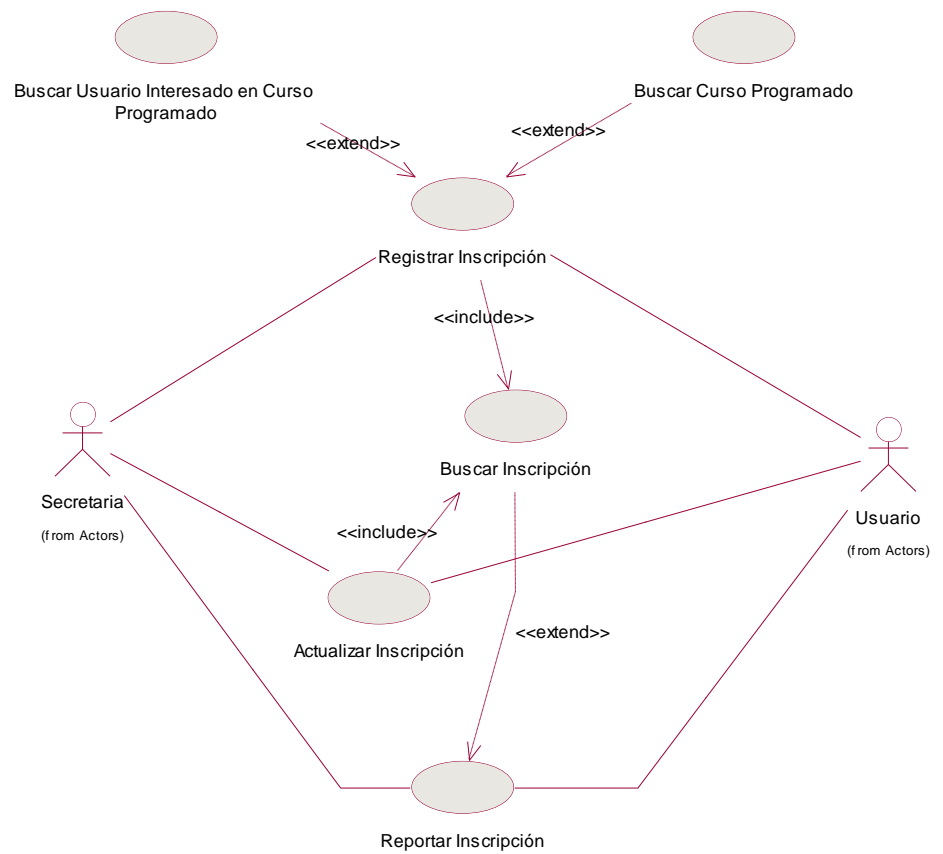 Buscar Usuario Interesado en Curso
Programado
Buscar Curso Programado
<<extend>>
<<extend>>
Registrar Inscripción
<<include>>
Buscar Inscripción
Secretaria
(from Actors)
Usuario
(from Actors)
<<include>>
Actualizar Inscripción
<<extend>>
Reportar Inscripción